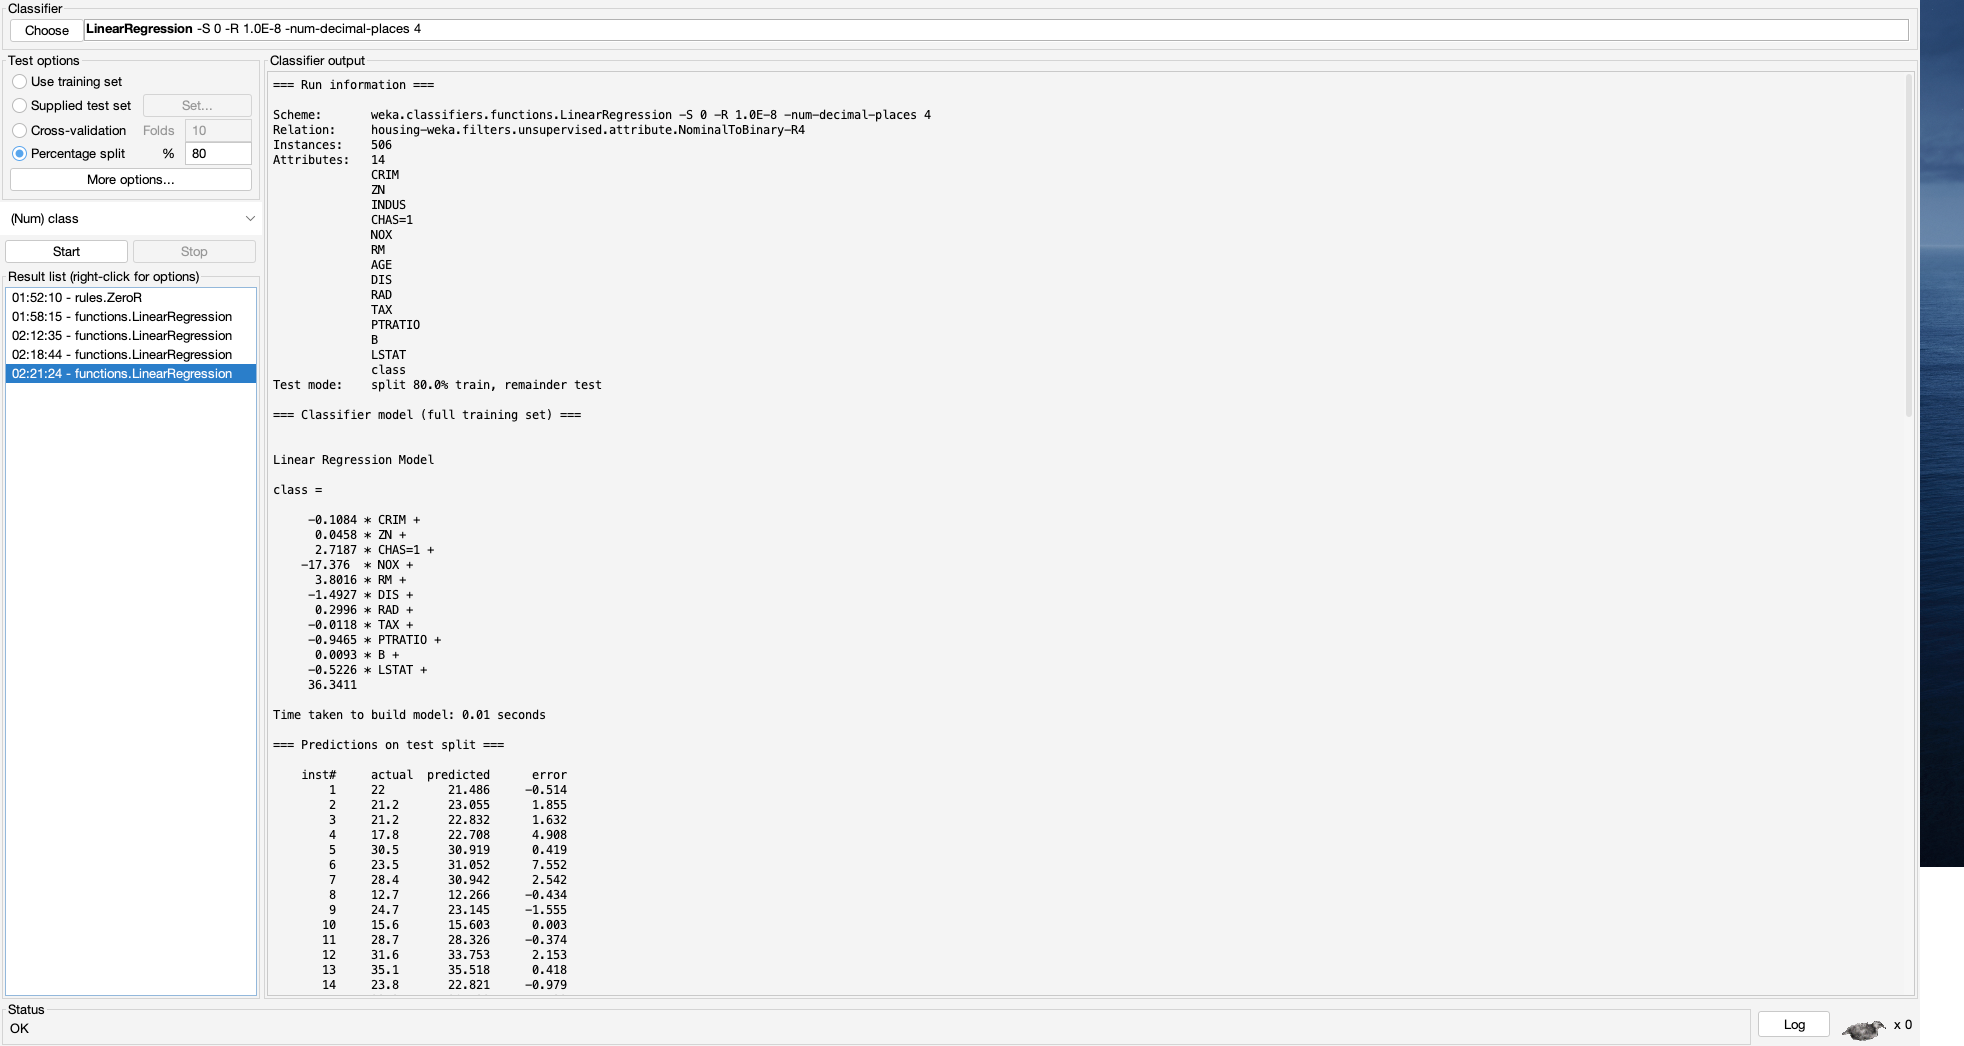 Classifier
Choose LinearRegression -S 0 -R 1.0E-8 -num-decimal-places 4
Test options
Use training set
Supplied test set Set...
Cross-validation Folds 10
Percentage split % 80
More options...
(Num) class
Start Stop
Result list (right-click for options)
01:52:10 - rules.ZeroR
01:58:15 - functions.LinearRegression
02:12:35 - functions.LinearRegression
02:18:44 - functions.LinearRegression
02:21:24 - functions.LinearRegression
Classifier output
=== Run information ===
Scheme: weka.classifiers.functions.LinearRegression -S 0 -R 1.0E-8 -num-decimal-places 4
Relation: housing-weka.filters.unsupervised.attribute.NominalToBinary-R4
Instances: 506
Attributes: 14
CRIM
ZN
INDUS
CHAS=1
NOX
RM
AGE
DIS
RAD
TAX
PTRATIO
B
LSTAT
class
Test mode: split 80.0% train, remainder test
=== Classifier model (full training set) ===
Linear Regression Model
class =
-0.1084 * CRIM +
0.0458 * ZN +
2.7187 * CHAS=1 +
-17.376 * NOX +
3.8016 * RM +
-1.4927 * DIS +
0.2996 * RAD +
-0.0118 * TAX +
-0.9465 * PTRATIO +
0.0093 * B +
-0.5226 * LSTAT +
36.3411
Time taken to build model: 0.01 seconds
=== Predictions on test split ===
inst# actual predicted error
1 22 21.486 -0.514
2 21.2 23.055 1.855
3 21.2 22.832 1.632
4 17.8 22.708 4.908
5 30.5 30.919 0.419
6 23.5 31.052 7.552
7 28.4 30.942 2.542
8 12.7 12.266 -0.434
9 24.7 23.145 -1.555
10 15.6 15.603 0.003
11 28.7 28.326 -0.374
12 31.6 33.753 2.153
13 35.1 35.518 0.418
14 23.8 22.821 -0.979
Status
OK
Log x 0